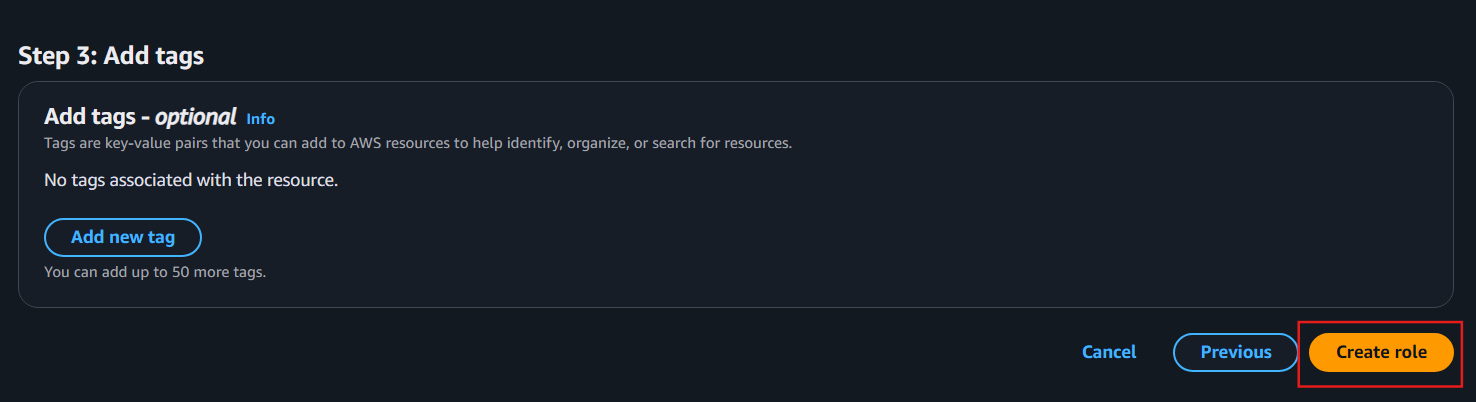 Step 3: Add tags
Add tags - optional Info
Tags are key-value pairs that you can add to AWS resources to help identify, organize, or search for resources.
No tags associated with the resource.
Add new tag
You can add up to 50 more tags.
Cancel Previous Create role